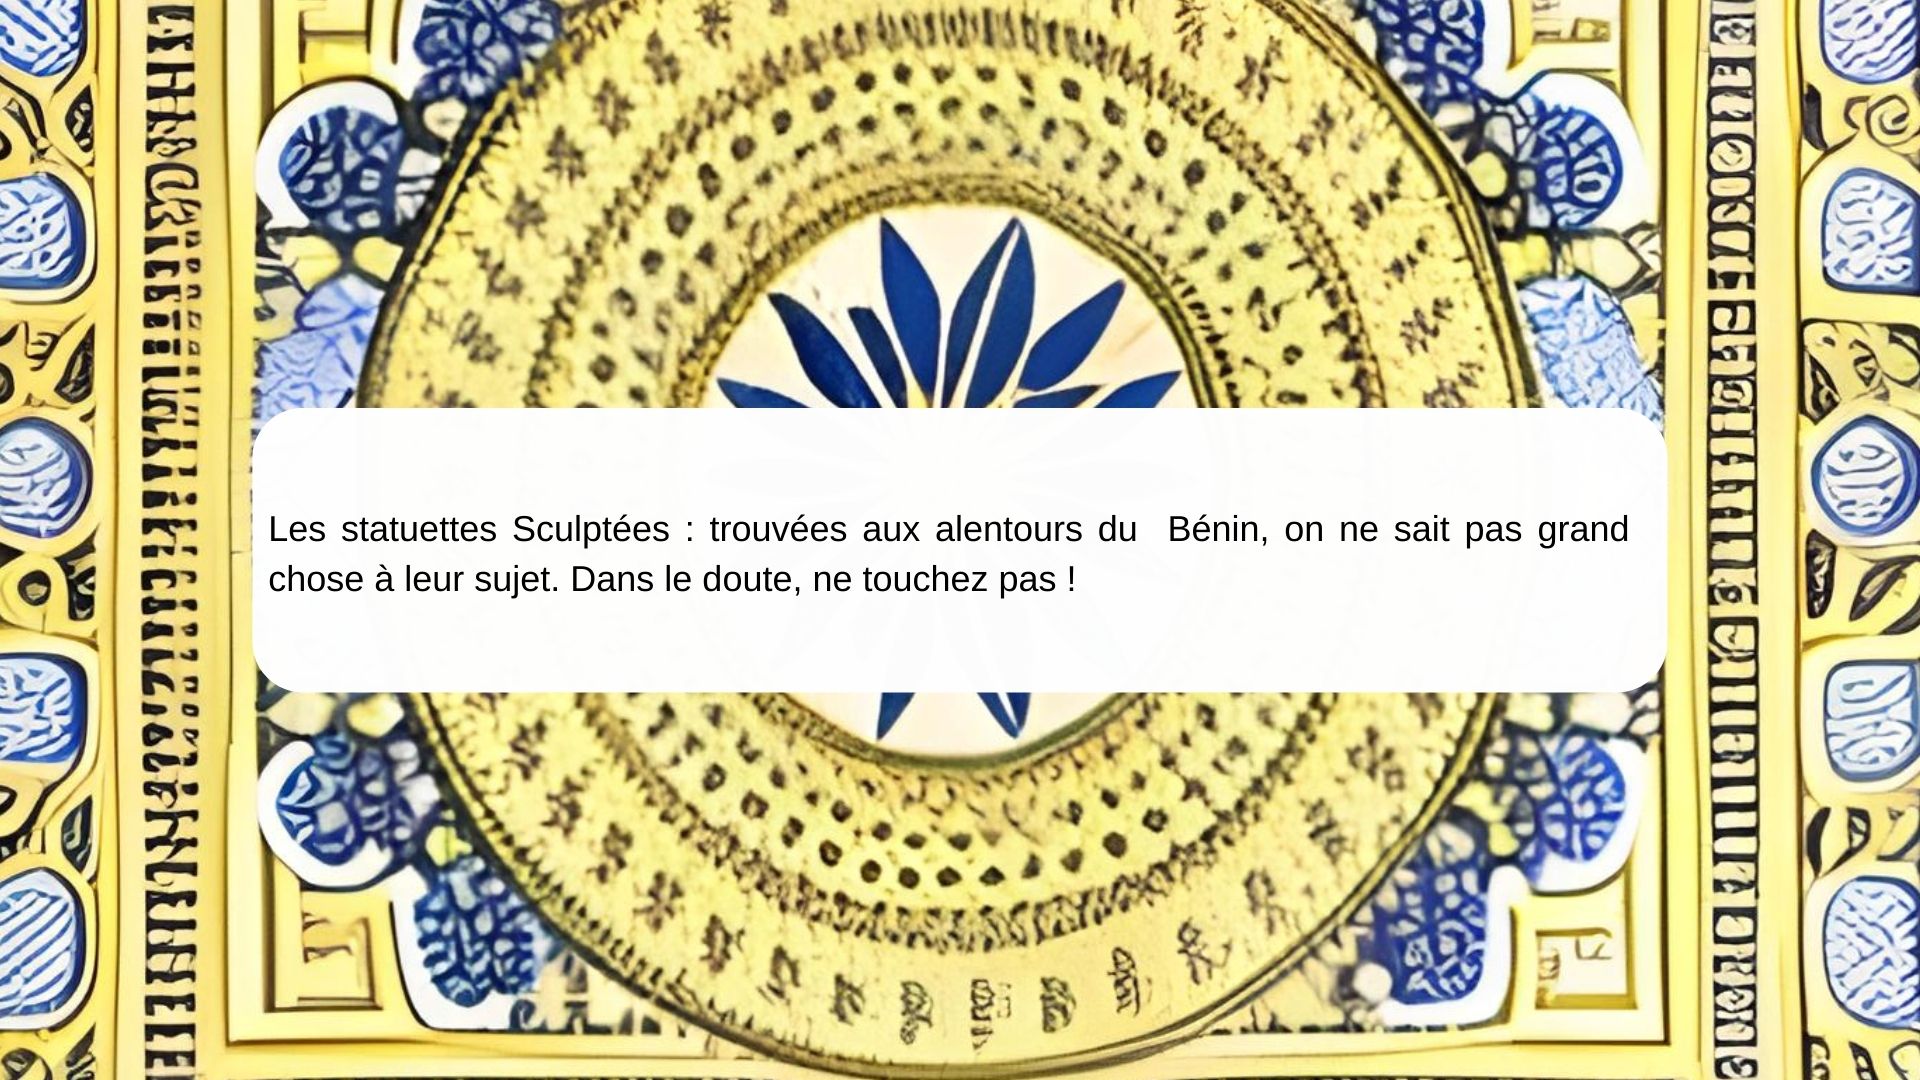 Les statuettes Sculptées : trouvées aux alentours du  Bénin, on ne sait pas grand
chose à leur sujet. Dans le doute, ne touchez pas !